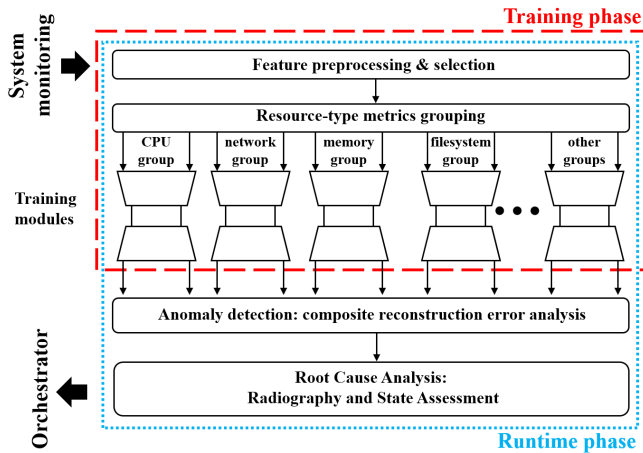 Training phase
System
monitoring
Feature preprocessing & selection
Resource-type metrics grouping
CPU
group
network
group
memory
group
filesystem
group
other
groups
Training
modules
Anomaly detection: composite reconstruction error analysis
Orchestrator
Root Cause Analysis:
Radiography and State Assessment
Runtime phase